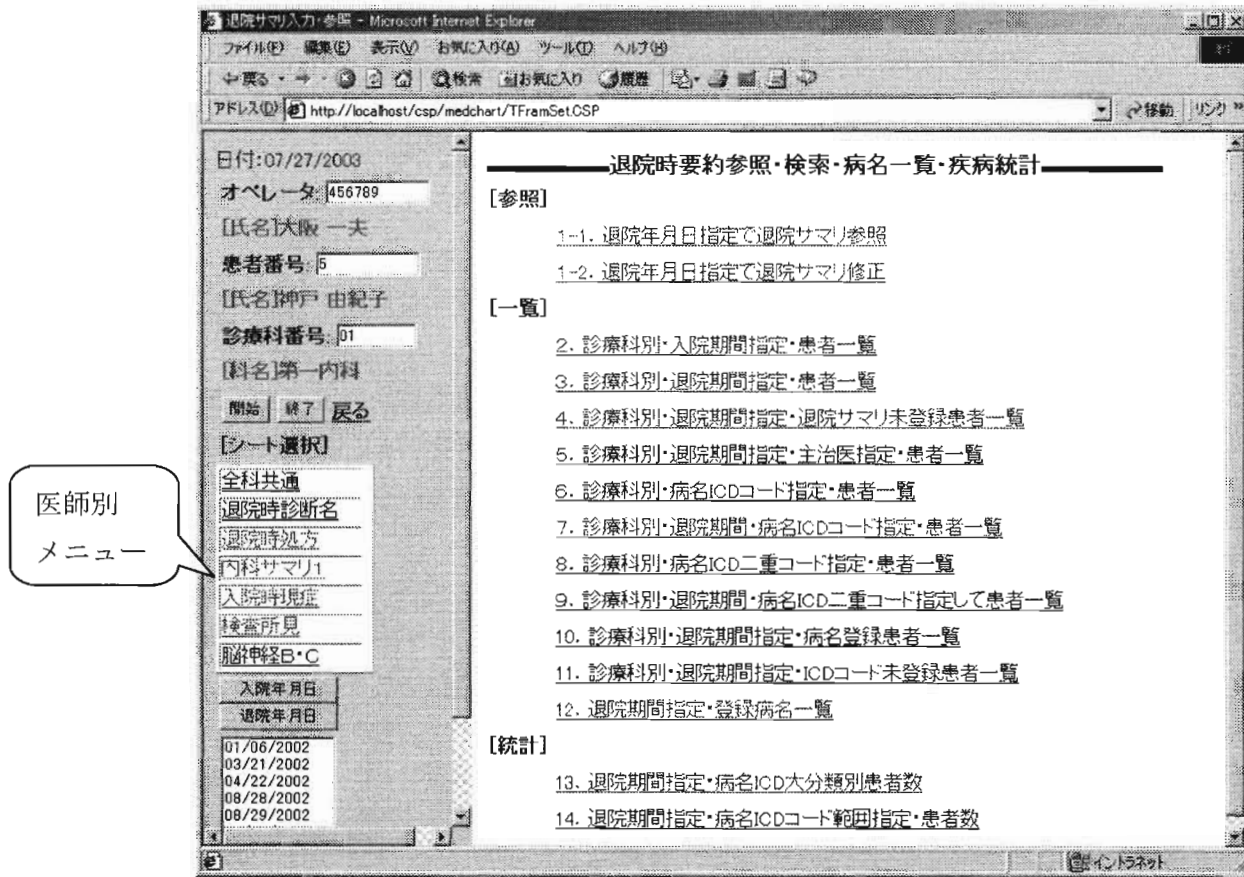 退院サマリ入力・参照 - Microsoft Internet Explorer
ファイル(F) 編集(E) 表示(V) お気に入り(A) ツール(T) ヘルプ(H)
戻る 検索 お気に入り 履歴
アドレス(D) http://localhost/csp/medchart/TFramSet.CSP 移動 リンク »
日付:07/27/2003
オペレータ: 456789
[氏名]大阪 一夫
患者番号: 5
[氏名]神戸 由紀子
診療科番号: 01
[科名]第一内科
開始 終了 戻る
[シート選択]
全科共通
退院時診断名
退院時処方
内科サマリ1
入院時現症
検査所見
脳神経B・C
入院年月日
退院年月日
01/06/2002
03/21/2002
04/22/2002
08/28/2002
08/29/2002
医師別
メニュー
退院時要約参照・検索・病名一覧・疾病統計
[参照]
1-1. 退院年月日指定で退院サマリ参照
1-2. 退院年月日指定で退院サマリ修正
[一覧]
2. 診療科別・入院期間指定・患者一覧
3. 診療科別・退院期間指定・患者一覧
4. 診療科別・退院期間指定・退院サマリ未登録患者一覧
5. 診療科別・退院期間指定・主治医指定・患者一覧
6. 診療科別・病名ICDコード指定・患者一覧
7. 診療科別・退院期間・病名ICDコード指定・患者一覧
8. 診療科別・病名ICD二重コード指定・患者一覧
9. 診療科別・退院期間・病名ICD二重コード指定して患者一覧
10. 診療科別・退院期間指定・病名登録患者一覧
11. 診療科別・退院期間指定・ICDコード未登録患者一覧
12. 退院期間指定・登録病名一覧
[統計]
13. 退院期間指定・病名ICD大分類別患者数
14. 退院期間指定・病名ICDコード範囲指定・患者数
イントラネット